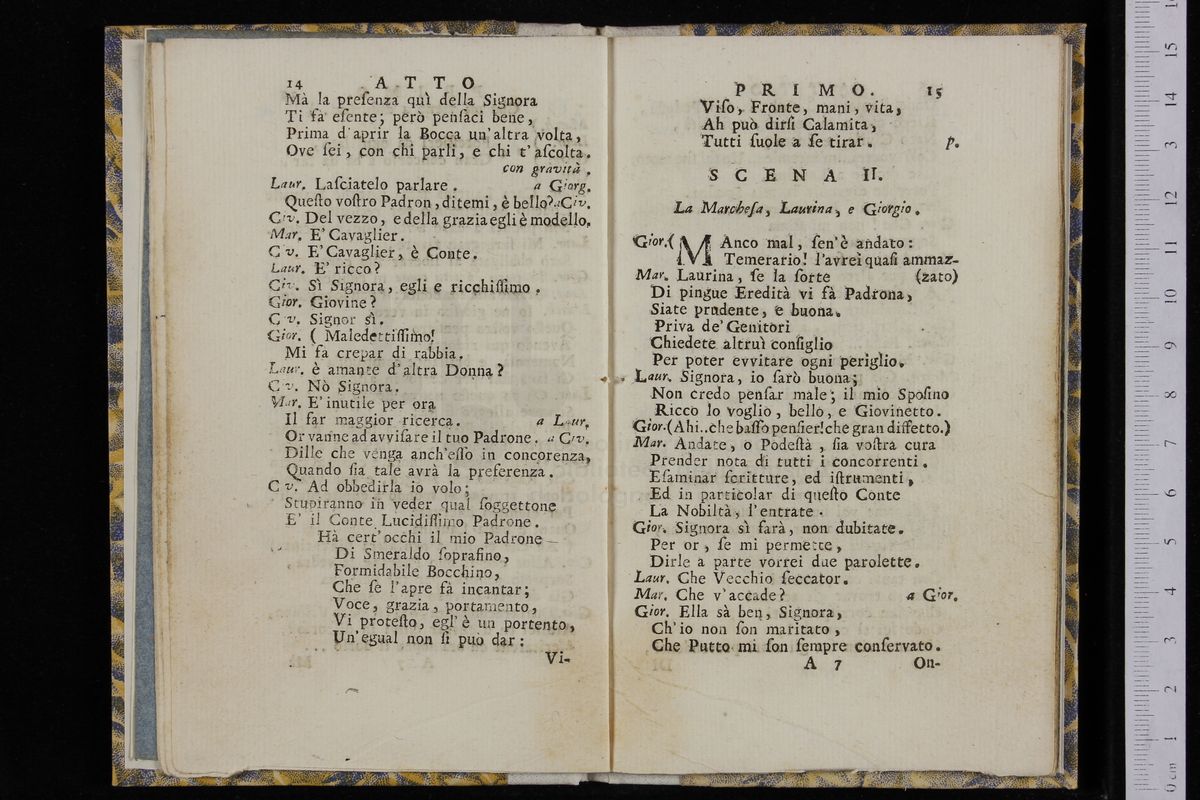 14 A T T O
Mà la preſenza quì della Signora
Ti fa' eſente; però penſaci bene,
Prima d'aprir la Bocca un'altra volta,
Ove ſei, con chi parli, e chi t'aſcolta.
con gravità.
Laur. Laſciatelo parlare. a Giorg.
Queſto voſtro Padron, ditemi, è bello? a Civ.
Civ. Del vezzo, e della grazia egli è modello.
Mar. E' Cavaglier.
Civ. E' Cavaglier, è Conte.
Laur. E' ricco?
Civ. Sì Signora, egli e ricchiſſimo.
Gior. Giovine?
Civ. Signor sì.
Gior. ( Maledettiſſimo!
Mi fa crepar di rabbia.
Laur. è amante d'altra Donna?
Civ. Nò Signora.
Mar. E' inutile per ora
Il far maggior ricerca. a Laur.
Or vanne ad avviſare il tuo Padrone. a Civ.
Dille che venga anch'eſſo in concorenza,
Quando ſia tale avrà la preferenza.
Civ. Ad obbedirla io volo;
Stupiranno in veder qual ſoggettone
E' il Conte Lucidiſſimo Padrone.
Hà cert'occhi il mio Padrone
Di Smeraldo ſoprafino,
Formidabile Bocchino,
Che ſe l'apre fà incantar;
Voce, grazia, portamento,
Vi proteſto, egl'è un portento,
Un'egual non ſi può dar:
Vi-
P R I M O. 15
Viſo, Fronte, mani, vita,
Ah può dirſi Calamita,
Tutti ſuole a ſe tirar. p.
S C E N A II.
La Marcheſa, Laurina, e Giorgio.
Gior. ( MAnco mal, ſen'è andato:
Temerario! l'avrei quaſi ammaz-
Mar. Laurina, ſe la ſorte (zato)
Di pingue Eredità vi fà Padrona,
Siate prudente, e buona.
Priva de' Genitori
Chiedete altruì conſiglio
Per poter evvitare ogni periglio.
Laur. Signora, io ſarò buona;
Non credo penſar male; il mio Spoſino
Ricco lo voglio, bello, e Giovinetto.
Gior. (Ahi..che baſſo penſier! che gran diffetto.)
Mar. Andate, o Podeſtà, ſia voſtra cura
Prender nota di tutti i concorrenti.
Eſaminar ſcritture, ed iſtrumenti,
Ed in particolar di queſto Conte
La Nobiltà, l'entrate.
Gior. Signora sì farà, non dubitate.
Per or, ſe mi permette,
Dirle a parte vorrei due parolette.
Laur. Che Vecchio ſeccator.
Mar. Che v'accade? a Gior.
Gior. Ella sà ben, Signora,
Ch'io non ſon maritato,
Che Putto mi ſon ſempre conſervato.
A 7 On-